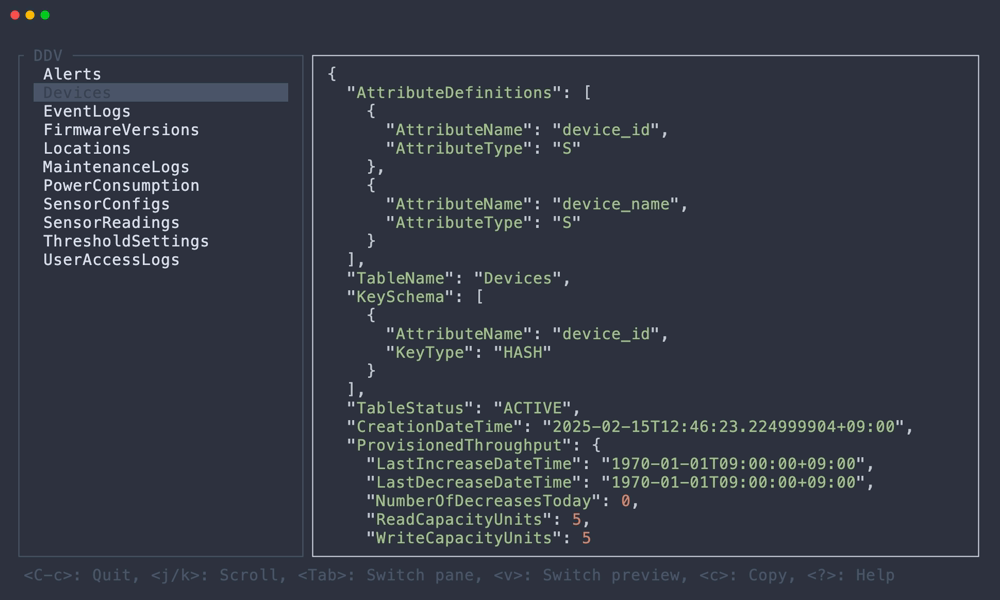 DDV
Alerts
Devices
EventLogs
FirmwareVersions
Locations
MaintenanceLogs
PowerConsumption
SensorConfigs
SensorReadings
ThresholdSettings
UserAccessLogs
{
  "AttributeDefinitions": [
    {
      "AttributeName": "device_id",
      "AttributeType": "S"
    },
    {
      "AttributeName": "device_name",
      "AttributeType": "S"
    }
  ],
  "TableName": "Devices",
  "KeySchema": [
    {
      "AttributeName": "device_id",
      "KeyType": "HASH"
    }
  ],
  "TableStatus": "ACTIVE",
  "CreationDateTime": "2025-02-15T12:46:23.224999904+09:00",
  "ProvisionedThroughput": {
    "LastIncreaseDateTime": "1970-01-01T09:00:00+09:00",
    "LastDecreaseDateTime": "1970-01-01T09:00:00+09:00",
    "NumberOfDecreasesToday": 0,
    "ReadCapacityUnits": 5,
    "WriteCapacityUnits": 5
<C-c>: Quit, <j/k>: Scroll, <Tab>: Switch pane, <v>: Switch preview, <c>: Copy, <?>: Help